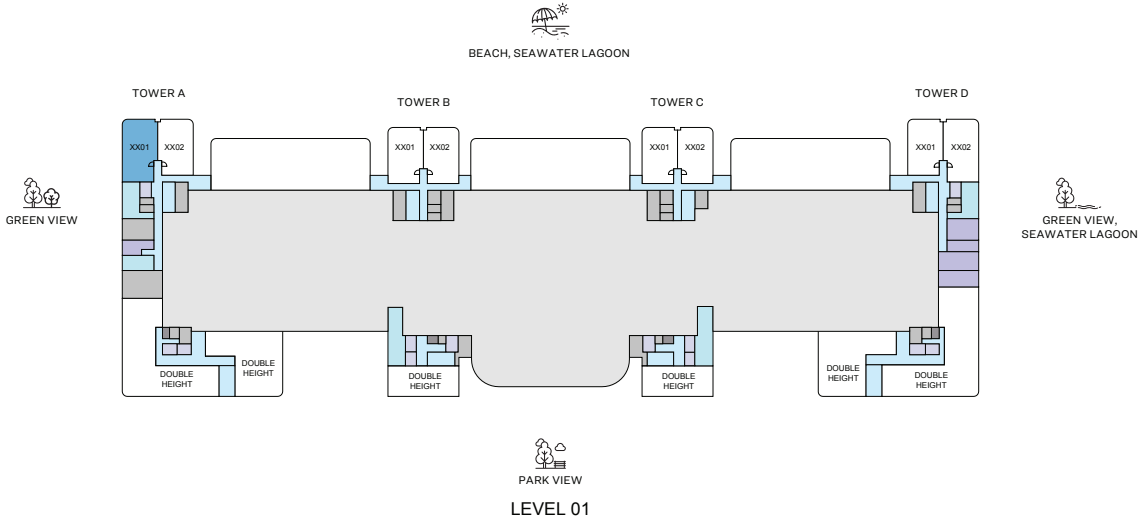 BEACH, SEAWATER LAGOON
TOWER A
TOWER B
TOWER C
TOWER D
XX01
XX02
XX01
XX02
XX01
XX02
XX01
XX02
GREEN VIEW
GREEN VIEW,
SEAWATER LAGOON
DOUBLE
HEIGHT
DOUBLE
HEIGHT
DOUBLE
HEIGHT
DOUBLE
HEIGHT
DOUBLE
HEIGHT
DOUBLE
HEIGHT
PARK VIEW
LEVEL 01